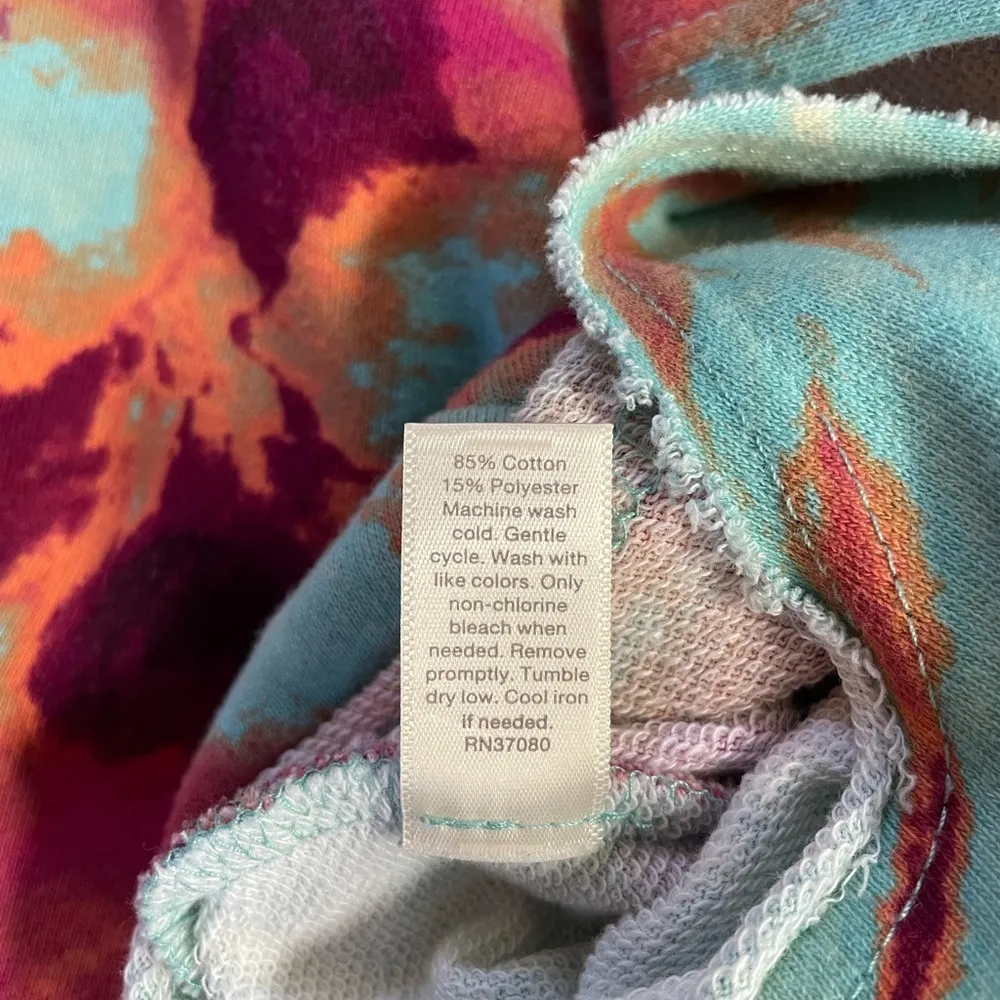 85% Cotton
15% Polyester
Machine wash
cold. Gentle
cycle. Wash with
like colors. Only
non-chlorine
bleach when
needed. Remove
promptly. Tumble
dry low. Cool iron
if needed.
RN37080